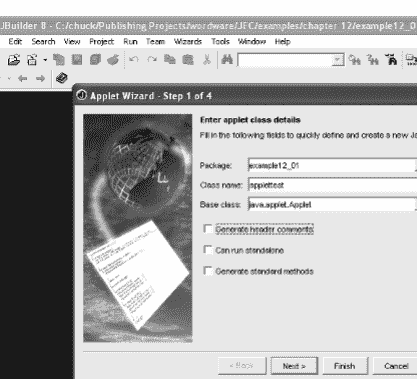 JBuilder 8 - C:/chuck/Publishing Projects/wordware/JFC/examples/chapter 12/example12_0
Edit Search View Project Run Team Wizards Tools Window Help
Applet Wizard - Step 1 of 4
Enter applet class details
Fill in the following fields to quickly define and create a new Ja
Package: example12_01
Class name: applettest
Base class: java.applet.Applet
Generate header comments
Can run standalone
Generate standard methods
< Back Next > Finish Cancel